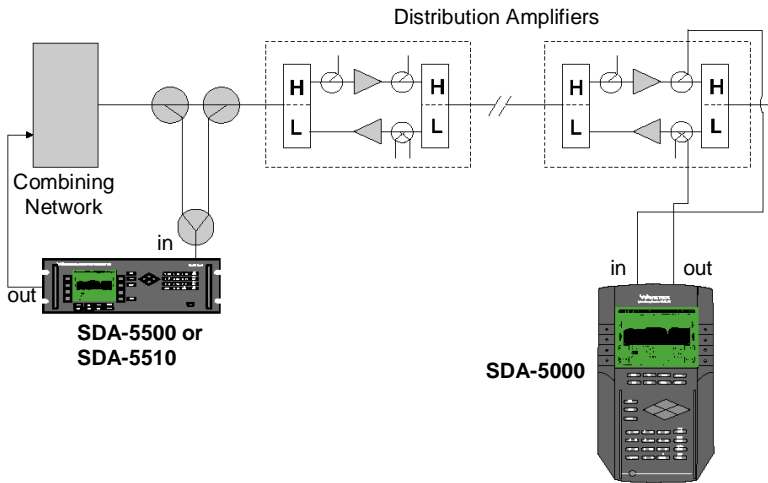 Distribution Amplifiers
H
H
H
H
L
L
L
L
Combining
Network
in
out
in
out
SDA-5500 or
SDA-5510
SDA-5000